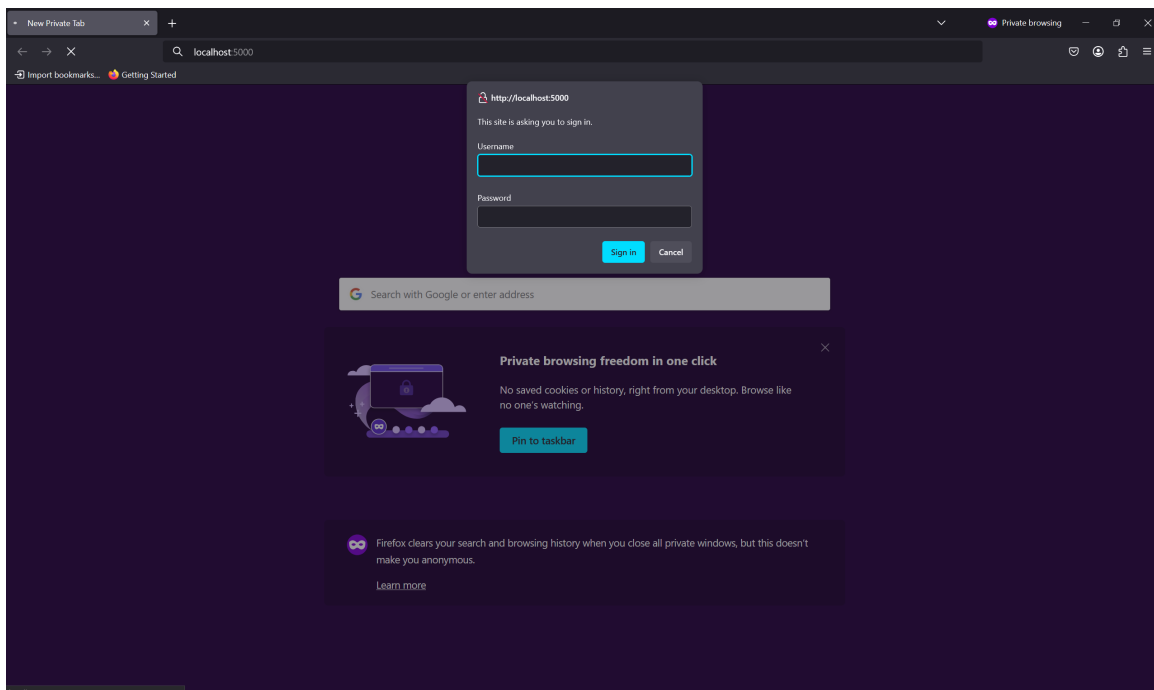 New Private Tab
Private browsing
localhost:5000
Import bookmarks...
Getting Started
http://localhost:5000
This site is asking you to sign in.
Username
Password
Sign in
Cancel
Search with Google or enter address
Private browsing freedom in one click
No saved cookies or history, right from your desktop. Browse like
no one's watching.
Pin to taskbar
Firefox clears your search and browsing history when you close all private windows, but this doesn't
make you anonymous.
Learn more